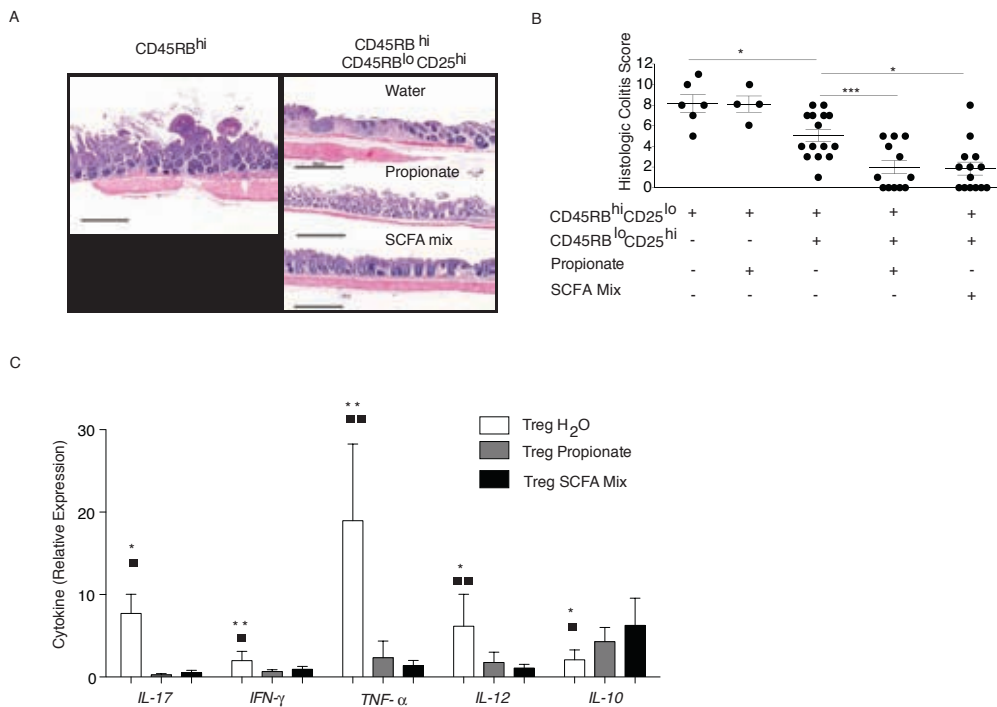 A
CD45RBhi
CD45RB hi
CD45RBlo CD25hi
Water
Propionate
SCFA mix
B
Histologic Colitis Score
12
10
8
6
4
2
0
*
***
*
CD45RBhiCD25lo + + + + +
CD45RBloCD25hi - - + + +
Propionate - + - + -
SCFA Mix - - - - +
C
Cytokine (Relative Expression)
30
20
10
0
*
**
**
*
*
Treg H2O
Treg Propionate
Treg SCFA Mix
IL-17 IFN-γ TNF- α IL-12 IL-10